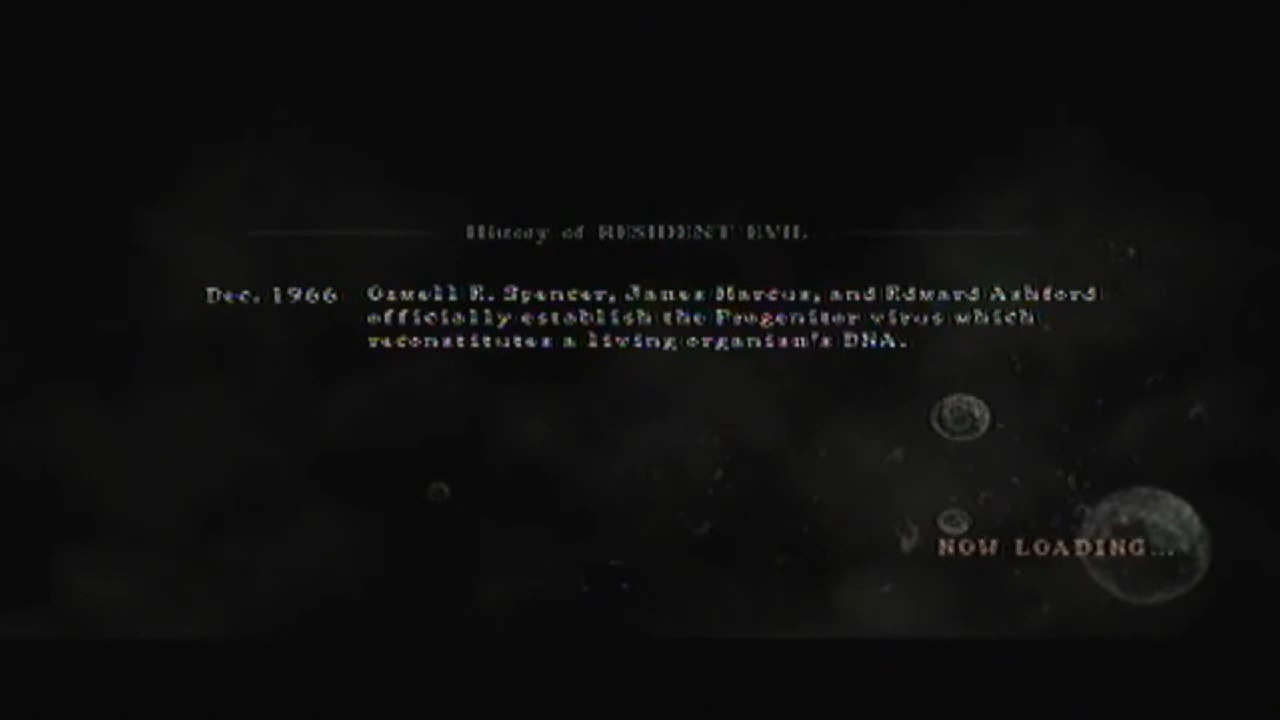 History of RESIDENT EVIL
Dec. 1966
Ozwell E. Spencer, James Marcus, and Edward Ashford
officially establish the Progenitor virus which
reconstitutes a living organism's DNA.
NOW LOADING...